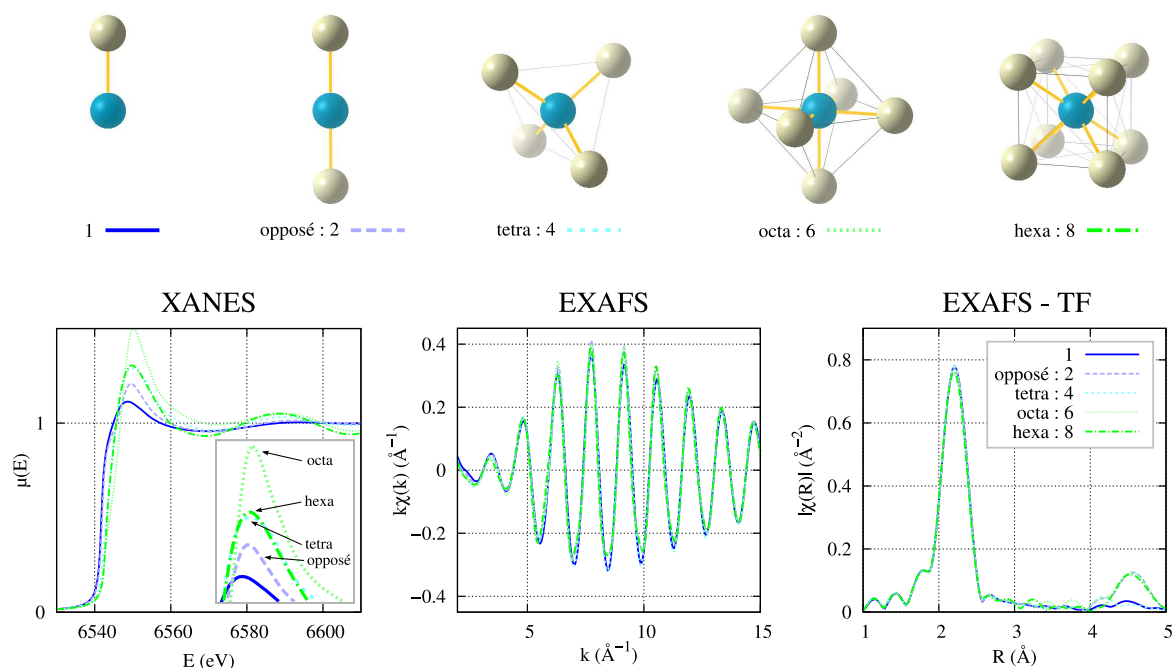 1
opposé : 2
tetra : 4
octa : 6
hexa : 8
XANES
μ(E)
1
0
6540
6560
6580
6600
E (eV)
octa
hexa
tetra
opposé
EXAFS
kχ(k) (Å⁻¹)
0.4
0.2
0
−0.2
−0.4
5
10
15
k (Å⁻¹)
EXAFS - TF
|χ(R)| (Å⁻²)
0.8
0.6
0.4
0.2
0
1
2
3
4
5
R (Å)
1
opposé : 2
tetra : 4
octa : 6
hexa : 8